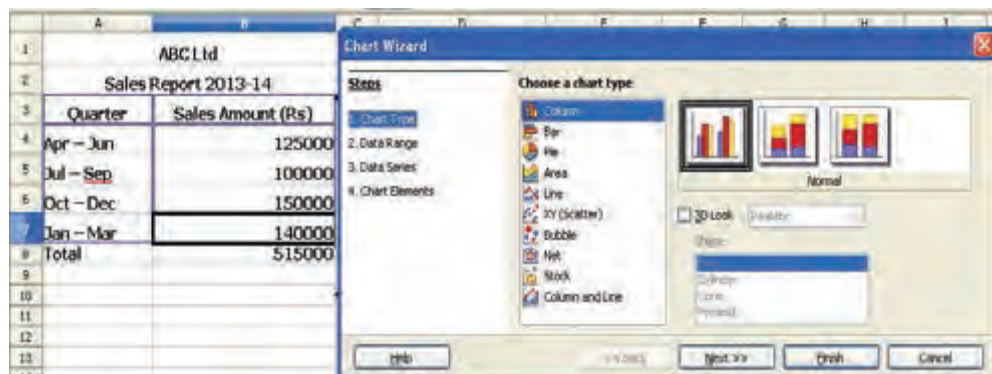 A B C D E F G H I
1 ABC Ltd
2 Sales Report 2013-14
3 Quarter Sales Amount (Rs)
4 Apr – Jun 125000
5 Jul – Sep 100000
6 Oct – Dec 150000
7 Jan – Mar 140000
8 Total 515000
9
10
11
12
13
Chart Wizard
Steps
1. Chart Type
2. Data Range
3. Data Series
4. Chart Elements
Choose a chart type
Column
Bar
Pie
Area
Line
XY (Scatter)
Bubble
Net
Stock
Column and Line
Normal
3D Look
Shape
Cylinder
Cone
Pyramid
Help
<< Back
Next >>
Finish
Cancel